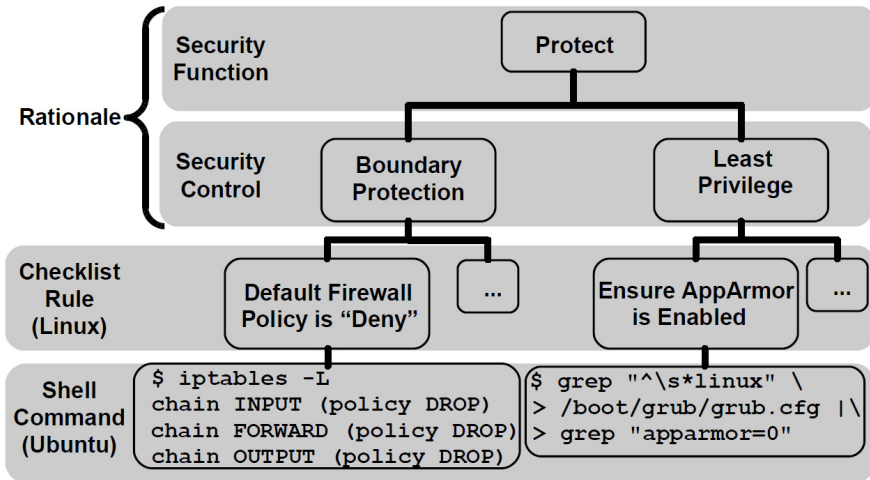 Rationale
Security
Function
Protect
Security
Control
Boundary
Protection
Least
Privilege
Checklist
Rule
(Linux)
Default Firewall
Policy is “Deny”
...
Ensure AppArmor
is Enabled
...
Shell
Command
(Ubuntu)
$ iptables -L
chain INPUT (policy DROP)
chain FORWARD (policy DROP)
chain OUTPUT (policy DROP)
$ grep "^\s*linux" \
> /boot/grub/grub.cfg |\
> grep "apparmor=0"